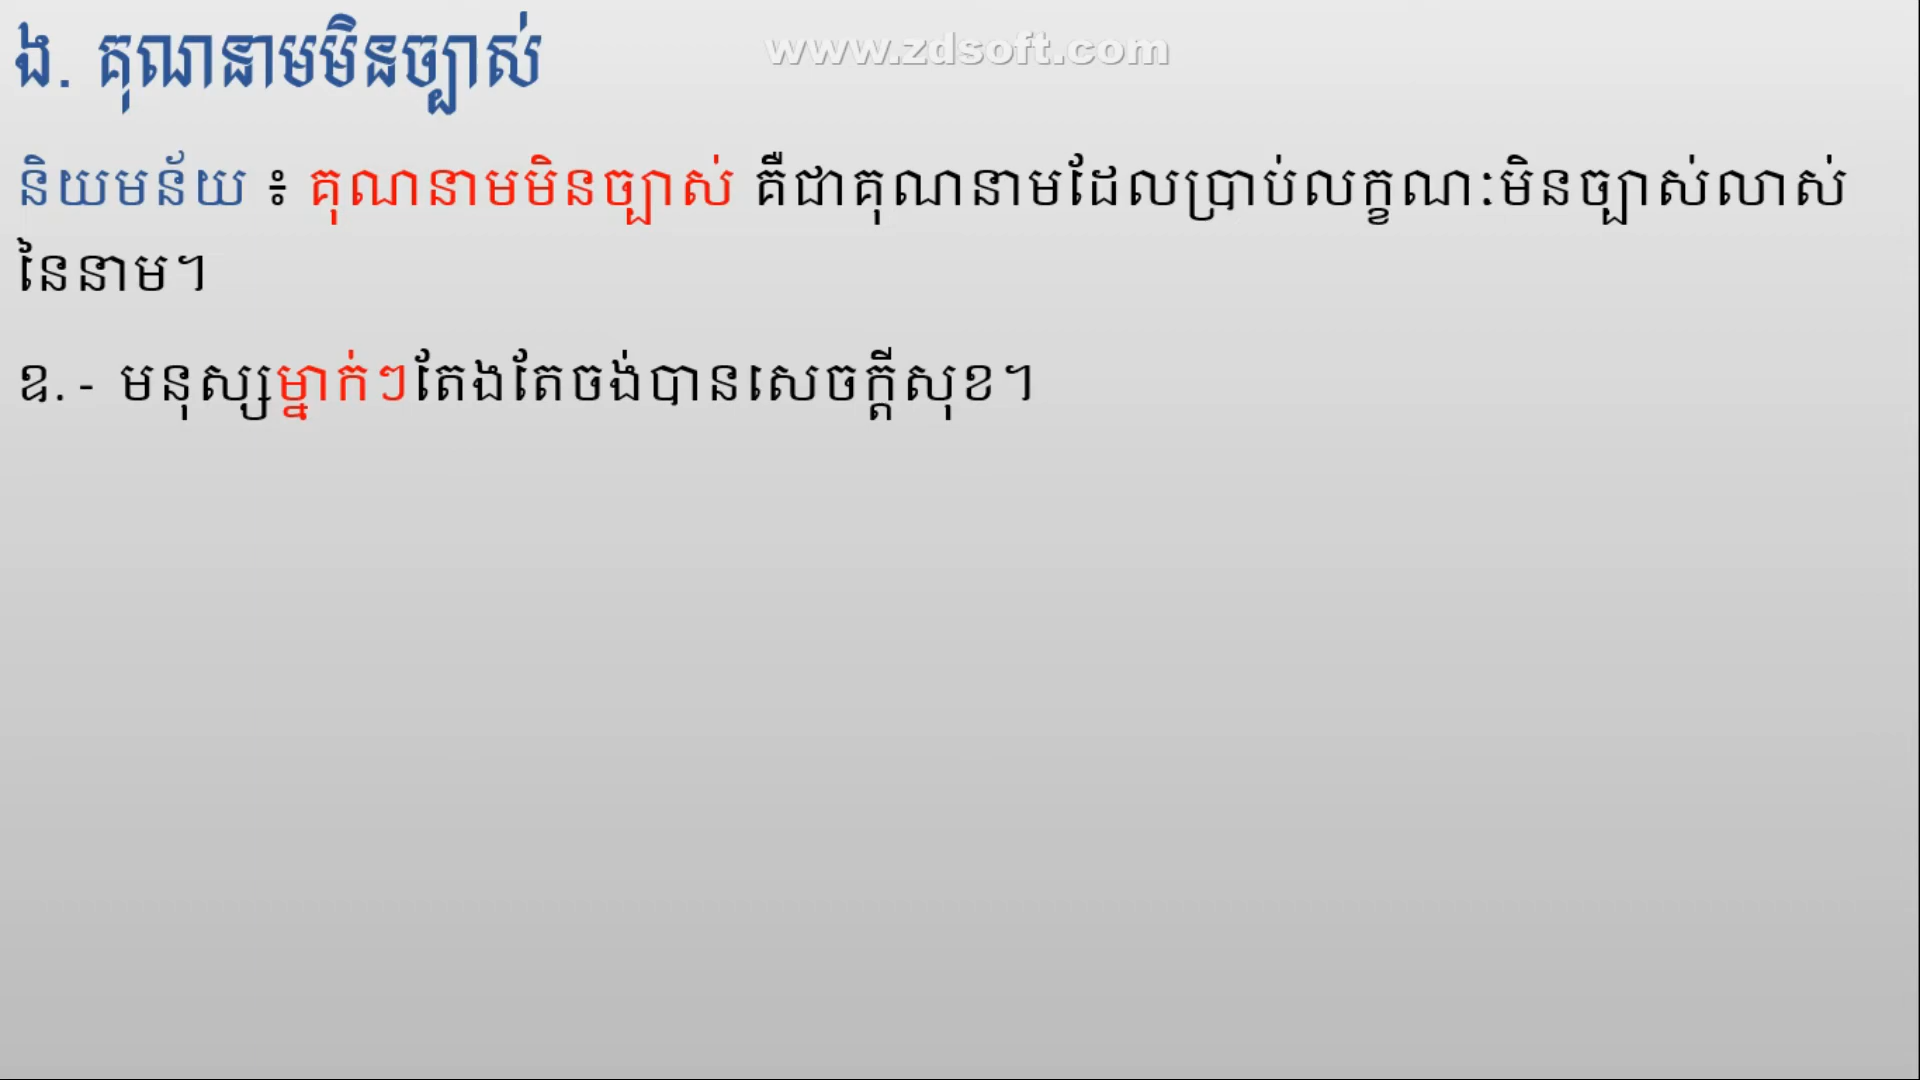 ង. គុណនាមមិនច្បាស់
www.zdsoft.com
និយមន័យ ៖ គុណនាមមិនច្បាស់ គឺជាគុណនាមដែលប្រាប់លក្ខណៈមិនច្បាស់លាស់
នៃនាម។
ឧ. - មនុស្សម្នាក់ៗតែងតែចង់បានសេចក្ដីសុខ។